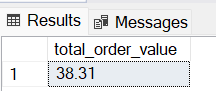 Results Messages
total_order_value
1 38.31